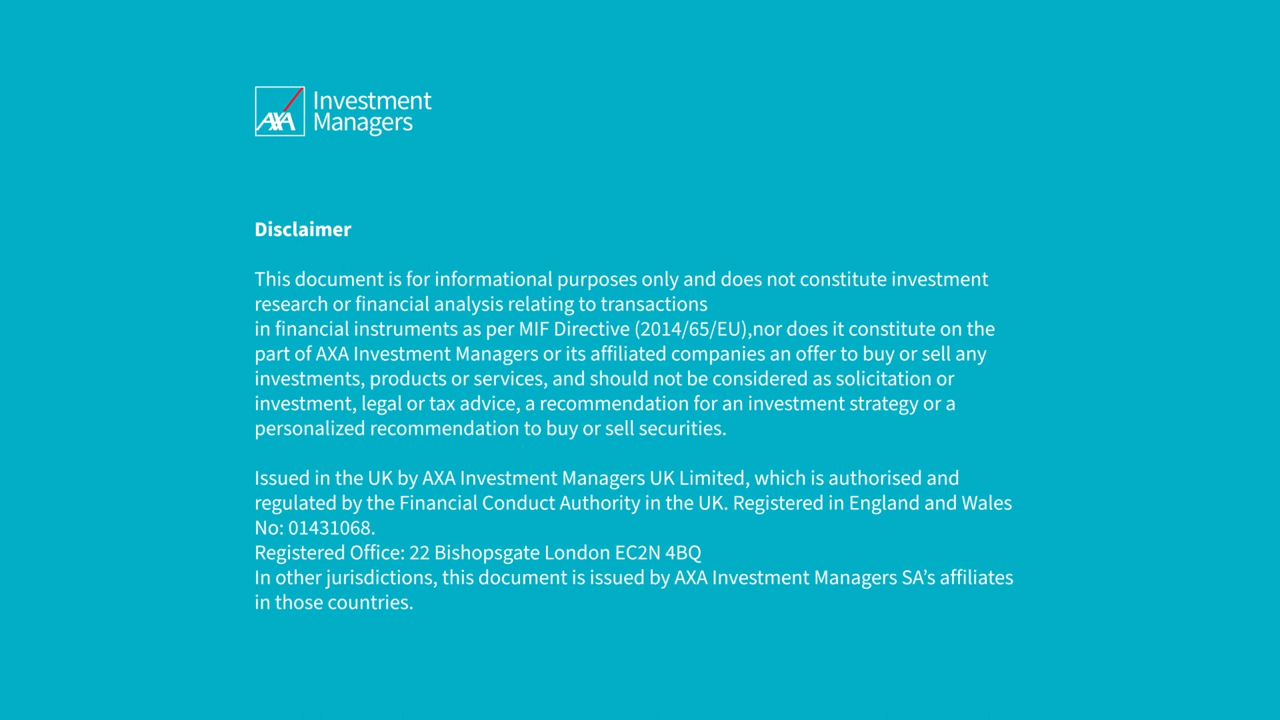 AXA Investment
Managers
Disclaimer
This document is for informational purposes only and does not constitute investment
research or financial analysis relating to transactions
in financial instruments as per MIF Directive (2014/65/EU),nor does it constitute on the
part of AXA Investment Managers or its affiliated companies an offer to buy or sell any
investments, products or services, and should not be considered as solicitation or
investment, legal or tax advice, a recommendation for an investment strategy or a
personalized recommendation to buy or sell securities.
Issued in the UK by AXA Investment Managers UK Limited, which is authorised and
regulated by the Financial Conduct Authority in the UK. Registered in England and Wales
No: 01431068.
Registered Office: 22 Bishopsgate London EC2N 4BQ
In other jurisdictions, this document is issued by AXA Investment Managers SA’s affiliates
in those countries.